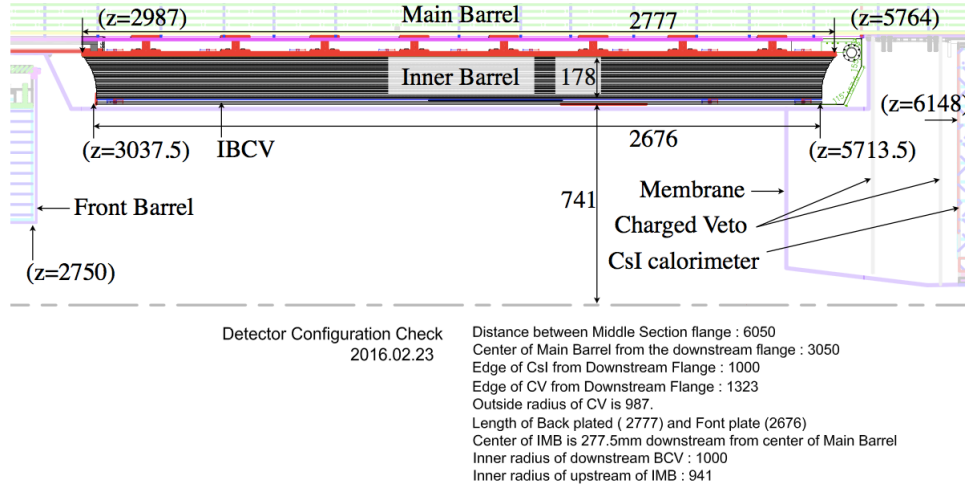 (z=2987) Main Barrel 2777 (z=5764)
Inner Barrel 178
(z=6148)
(z=3037.5) IBCV 2676 (z=5713.5)
Membrane
741
Front Barrel
Charged Veto
CsI calorimeter
(z=2750)
Detector Configuration Check
2016.02.23
Distance between Middle Section flange : 6050
Center of Main Barrel from the downstream flange : 3050
Edge of CsI from Downstream Flange : 1000
Edge of CV from Downstream Flange : 1323
Outside radius of CV is 987.
Length of Back plated ( 2777) and Font plate (2676)
Center of IMB is 277.5mm downstream from center of Main Barrel
Inner radius of downstream BCV : 1000
Inner radius of upstream of IMB : 941